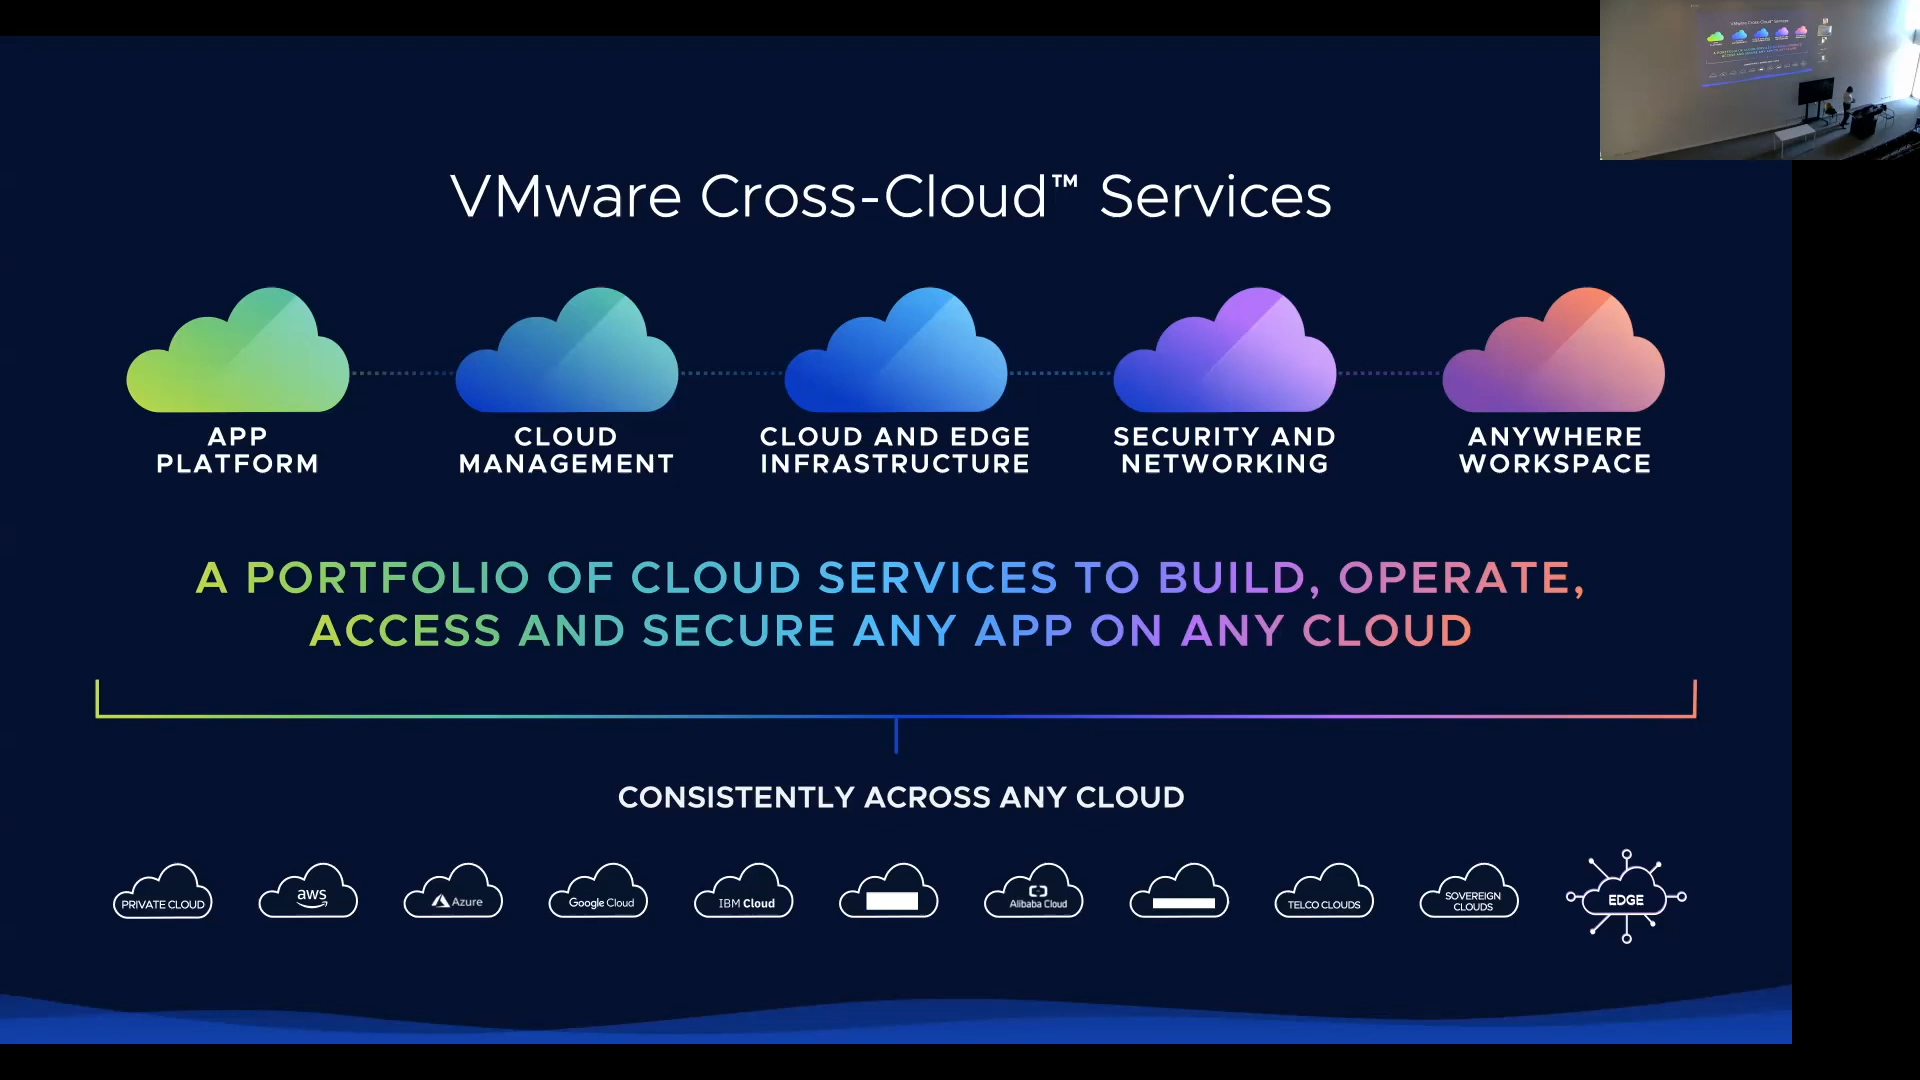 VMware Cross-Cloud™ Services
APP
PLATFORM
CLOUD
MANAGEMENT
CLOUD AND EDGE
INFRASTRUCTURE
SECURITY AND
NETWORKING
ANYWHERE
WORKSPACE
A PORTFOLIO OF CLOUD SERVICES TO BUILD, OPERATE,
ACCESS AND SECURE ANY APP ON ANY CLOUD
CONSISTENTLY ACROSS ANY CLOUD
PRIVATE CLOUD
aws
Azure
Google Cloud
IBM Cloud
Alibaba Cloud
TELCO CLOUDS
SOVEREIGN
CLOUDS
EDGE